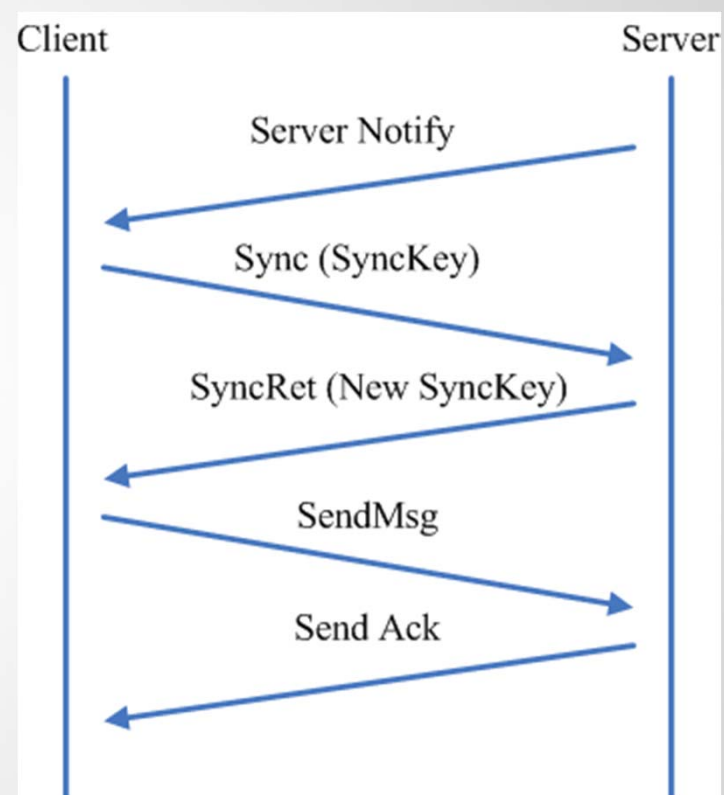 Client
Server
Server Notify
Sync (SyncKey)
SyncRet (New SyncKey)
SendMsg
Send Ack